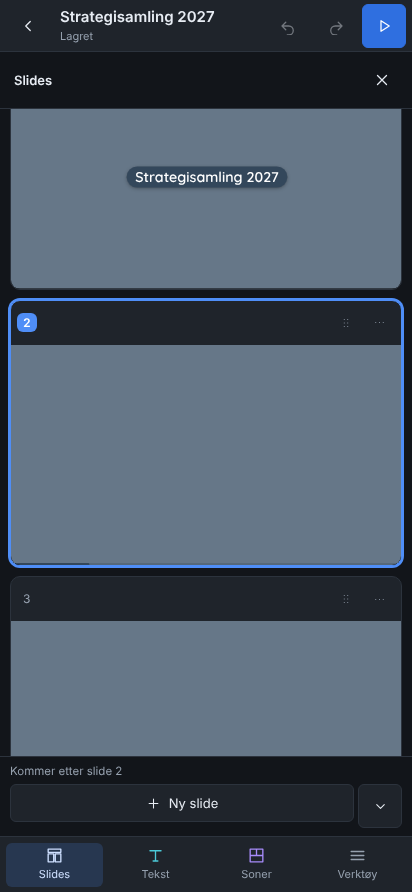 Strategisamling 2027
Lagret
Slides
Strategisamling 2027
2
3
Kommer etter slide 2
Ny slide
Slides
Tekst
Soner
Verktøy